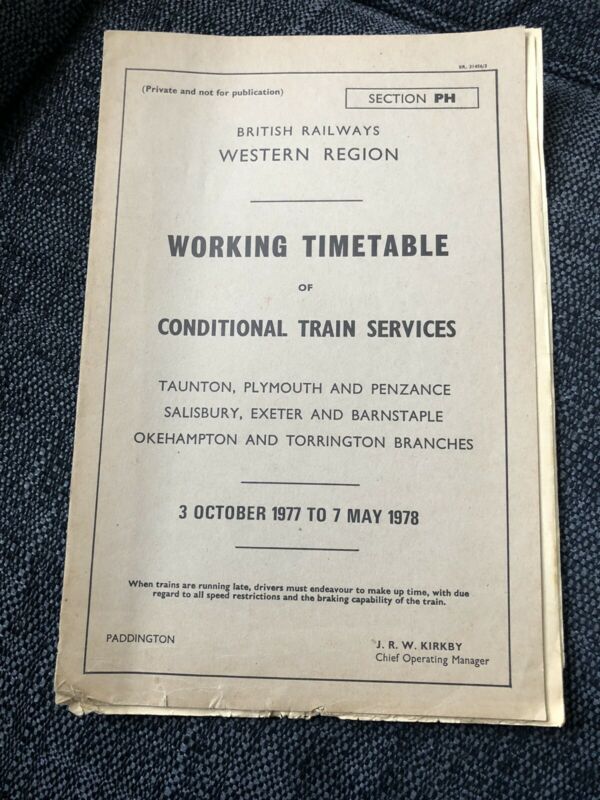 BR. 31456/3
(Private and not for publication)
SECTION PH
BRITISH RAILWAYS
WESTERN REGION
WORKING TIMETABLE
OF
CONDITIONAL TRAIN SERVICES
TAUNTON, PLYMOUTH AND PENZANCE
SALISBURY, EXETER AND BARNSTAPLE
OKEHAMPTON AND TORRINGTON BRANCHES
3 OCTOBER 1977 TO 7 MAY 1978
When trains are running late, drivers must endeavour to make up time, with due
regard to all speed restrictions and the braking capability of the train.
PADDINGTON
J. R. W. KIRKBY
Chief Operating Manager